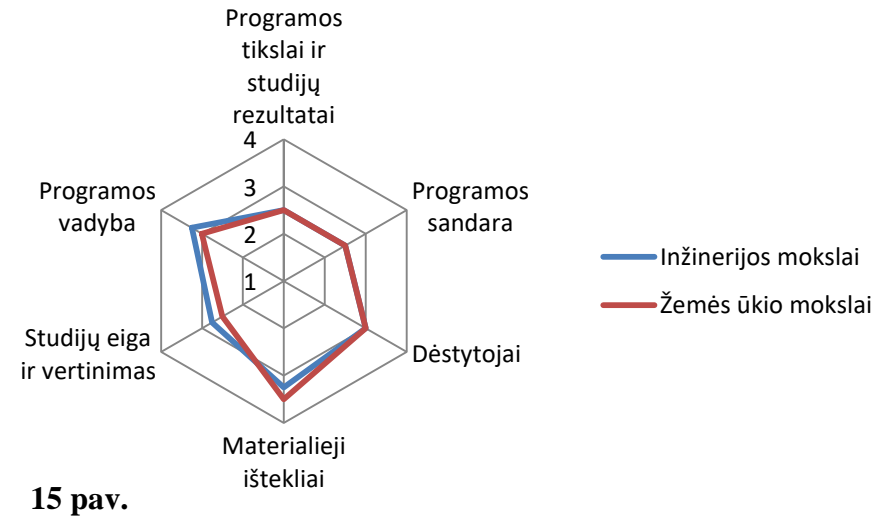 Programos
tikslai ir
studijų
rezultatai
4
3
2
1
Programos
sandara
Dėstytojai
Materialieji
ištekliai
Studijų eiga
ir vertinimas
Programos
vadyba
Inžinerijos mokslai
Žemės ūkio mokslai
15 pav.